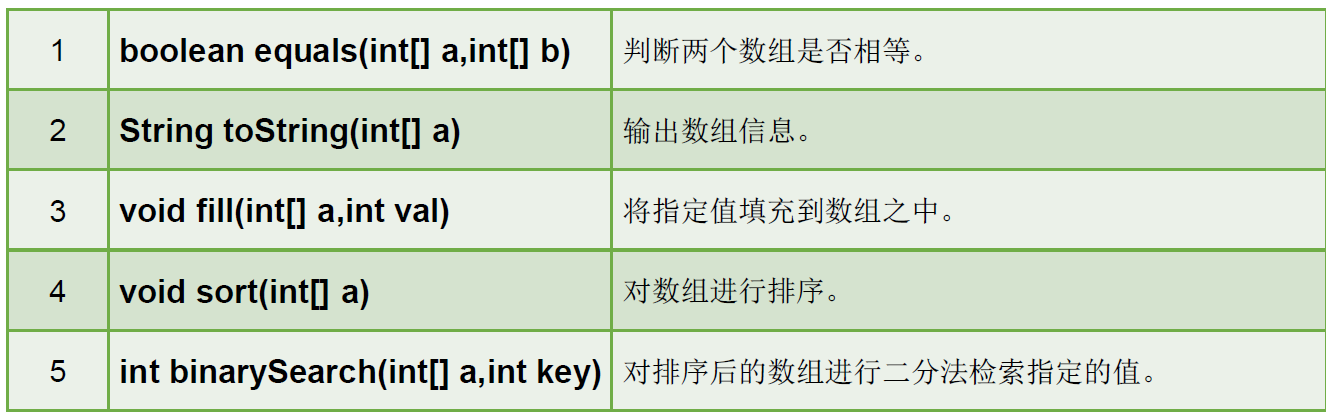 1 boolean equals(int[] a,int[] b) 判断两个数组是否相等。
2 String toString(int[] a) 输出数组信息。
3 void fill(int[] a,int val) 将指定值填充到数组之中。
4 void sort(int[] a) 对数组进行排序。
5 int binarySearch(int[] a,int key) 对排序后的数组进行二分法检索指定的值。